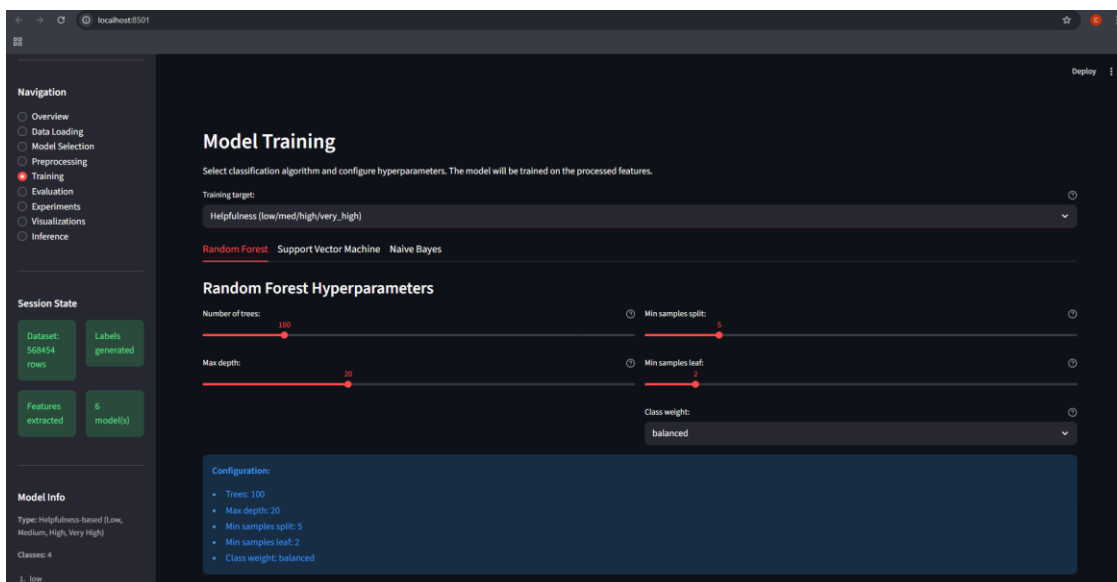 localhost:8501
C
Deploy
Navigation
Overview
Data Loading
Model Selection
Preprocessing
Training
Evaluation
Experiments
Visualizations
Inference
Session State
Dataset:
568454
rows
Labels
generated
Features
extracted
6
model(s)
Model Info
Type: Helpfulness-based (Low,
Medium, High, Very High)
Classes: 4
1. low
Model Training
Select classification algorithm and configure hyperparameters. The model will be trained on the processed features.
Training target:
Helpfulness (low/med/high/very_high)
Random Forest Support Vector Machine Naive Bayes
Random Forest Hyperparameters
Number of trees:
100
Min samples split:
5
Max depth:
20
Min samples leaf:
2
Class weight:
balanced
Configuration:
• Trees: 100
• Max depth: 20
• Min samples split: 5
• Min samples leaf: 2
• Class weight: balanced